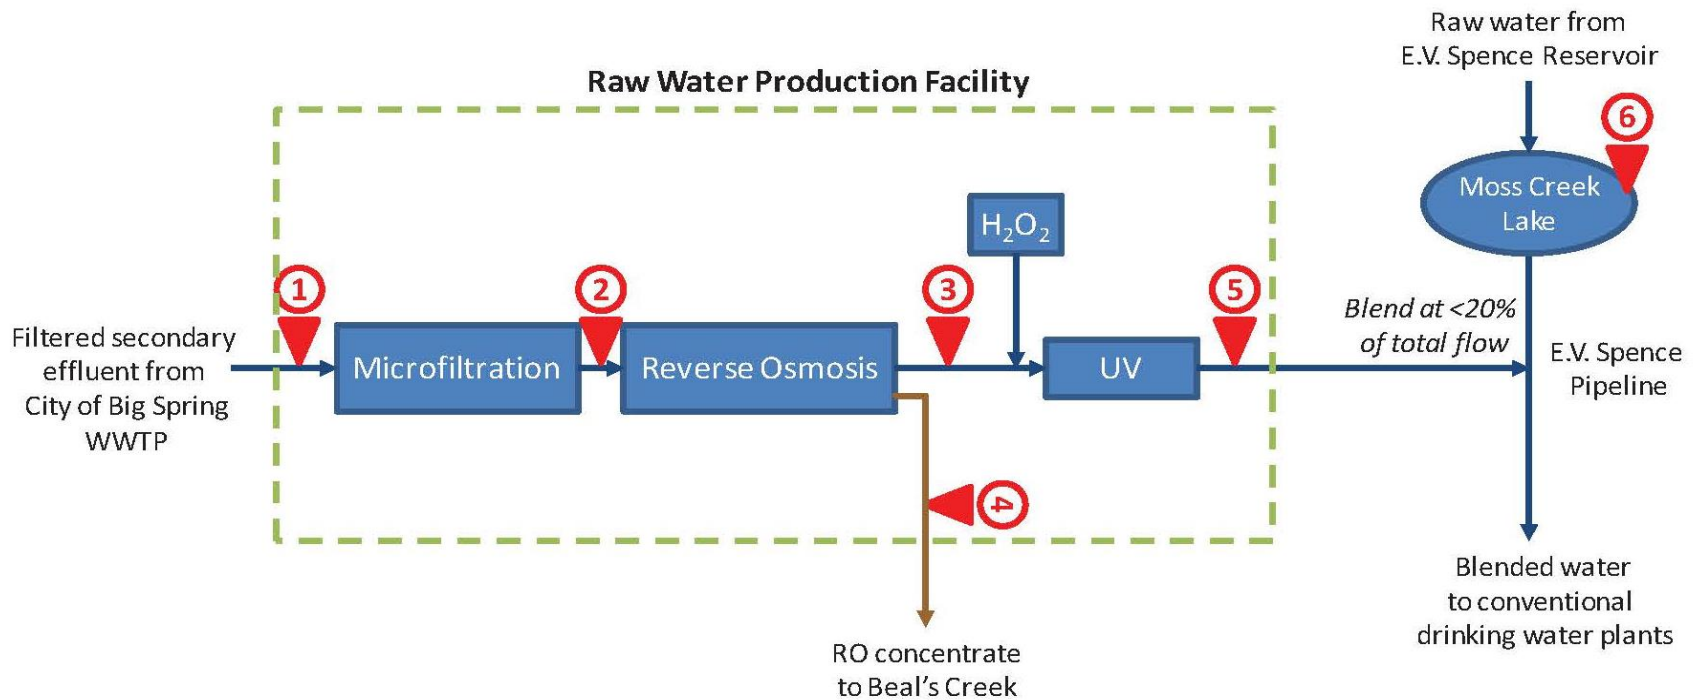 Raw water from
E.V. Spence Reservoir
Raw Water Production Facility
6
Moss Creek
Lake
H₂O₂
1
2
3
5
Filtered secondary
effluent from
City of Big Spring
WWTP
Microfiltration
Reverse Osmosis
UV
Blend at <20%
of total flow
E.V. Spence
Pipeline
4
RO concentrate
to Beal's Creek
Blended water
to conventional
drinking water plants